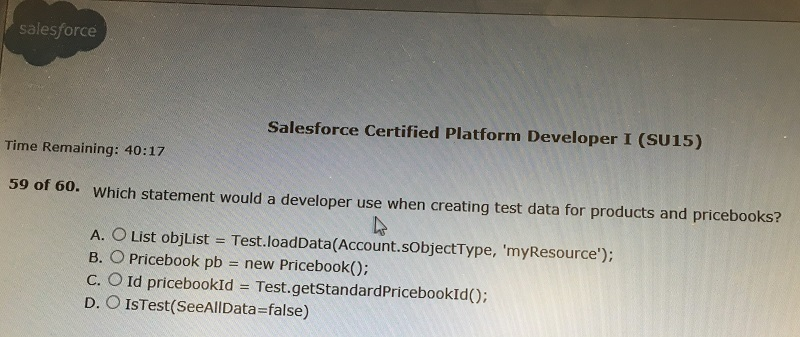 salesforce
Salesforce Certified Platform Developer I (SU15)
Time Remaining: 40:17
59 of 60. Which statement would a developer use when creating test data for products and pricebooks?
A. List objList = Test.loadData(Account.sObjectType, 'myResource');
B. Pricebook pb = new Pricebook();
C. Id pricebookId = Test.getStandardPricebookId();
D. IsTest(SeeAllData=false)